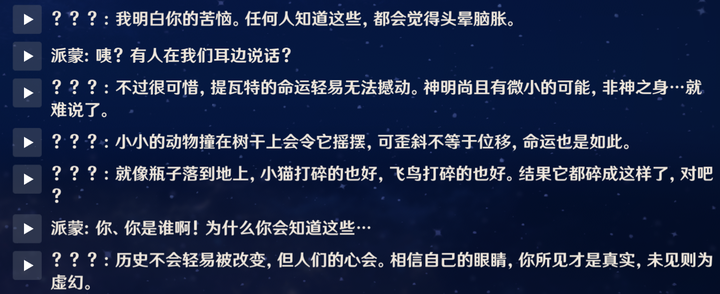 ？？？: 我明白你的苦恼。任何人知道这些, 都会觉得头晕脑胀。
派蒙: 咦? 有人在我们耳边说话?
？？？: 不过很可惜, 提瓦特的命运轻易无法撼动。神明尚且有微小的可能, 非神之身…就
难说了。
？？？: 小小的动物撞在树干上会令它摇摆, 可歪斜不等于位移, 命运也是如此。
？？？: 就像瓶子落到地上, 小猫打碎的也好, 飞鸟打碎的也好。结果它都碎成这样了, 对吧
?
派蒙: 你、你是谁啊! 为什么你会知道这些…
？？？: 历史不会轻易被改变, 但人们的心会。相信自己的眼睛, 你所见才是真实, 未见则为
虚幻。